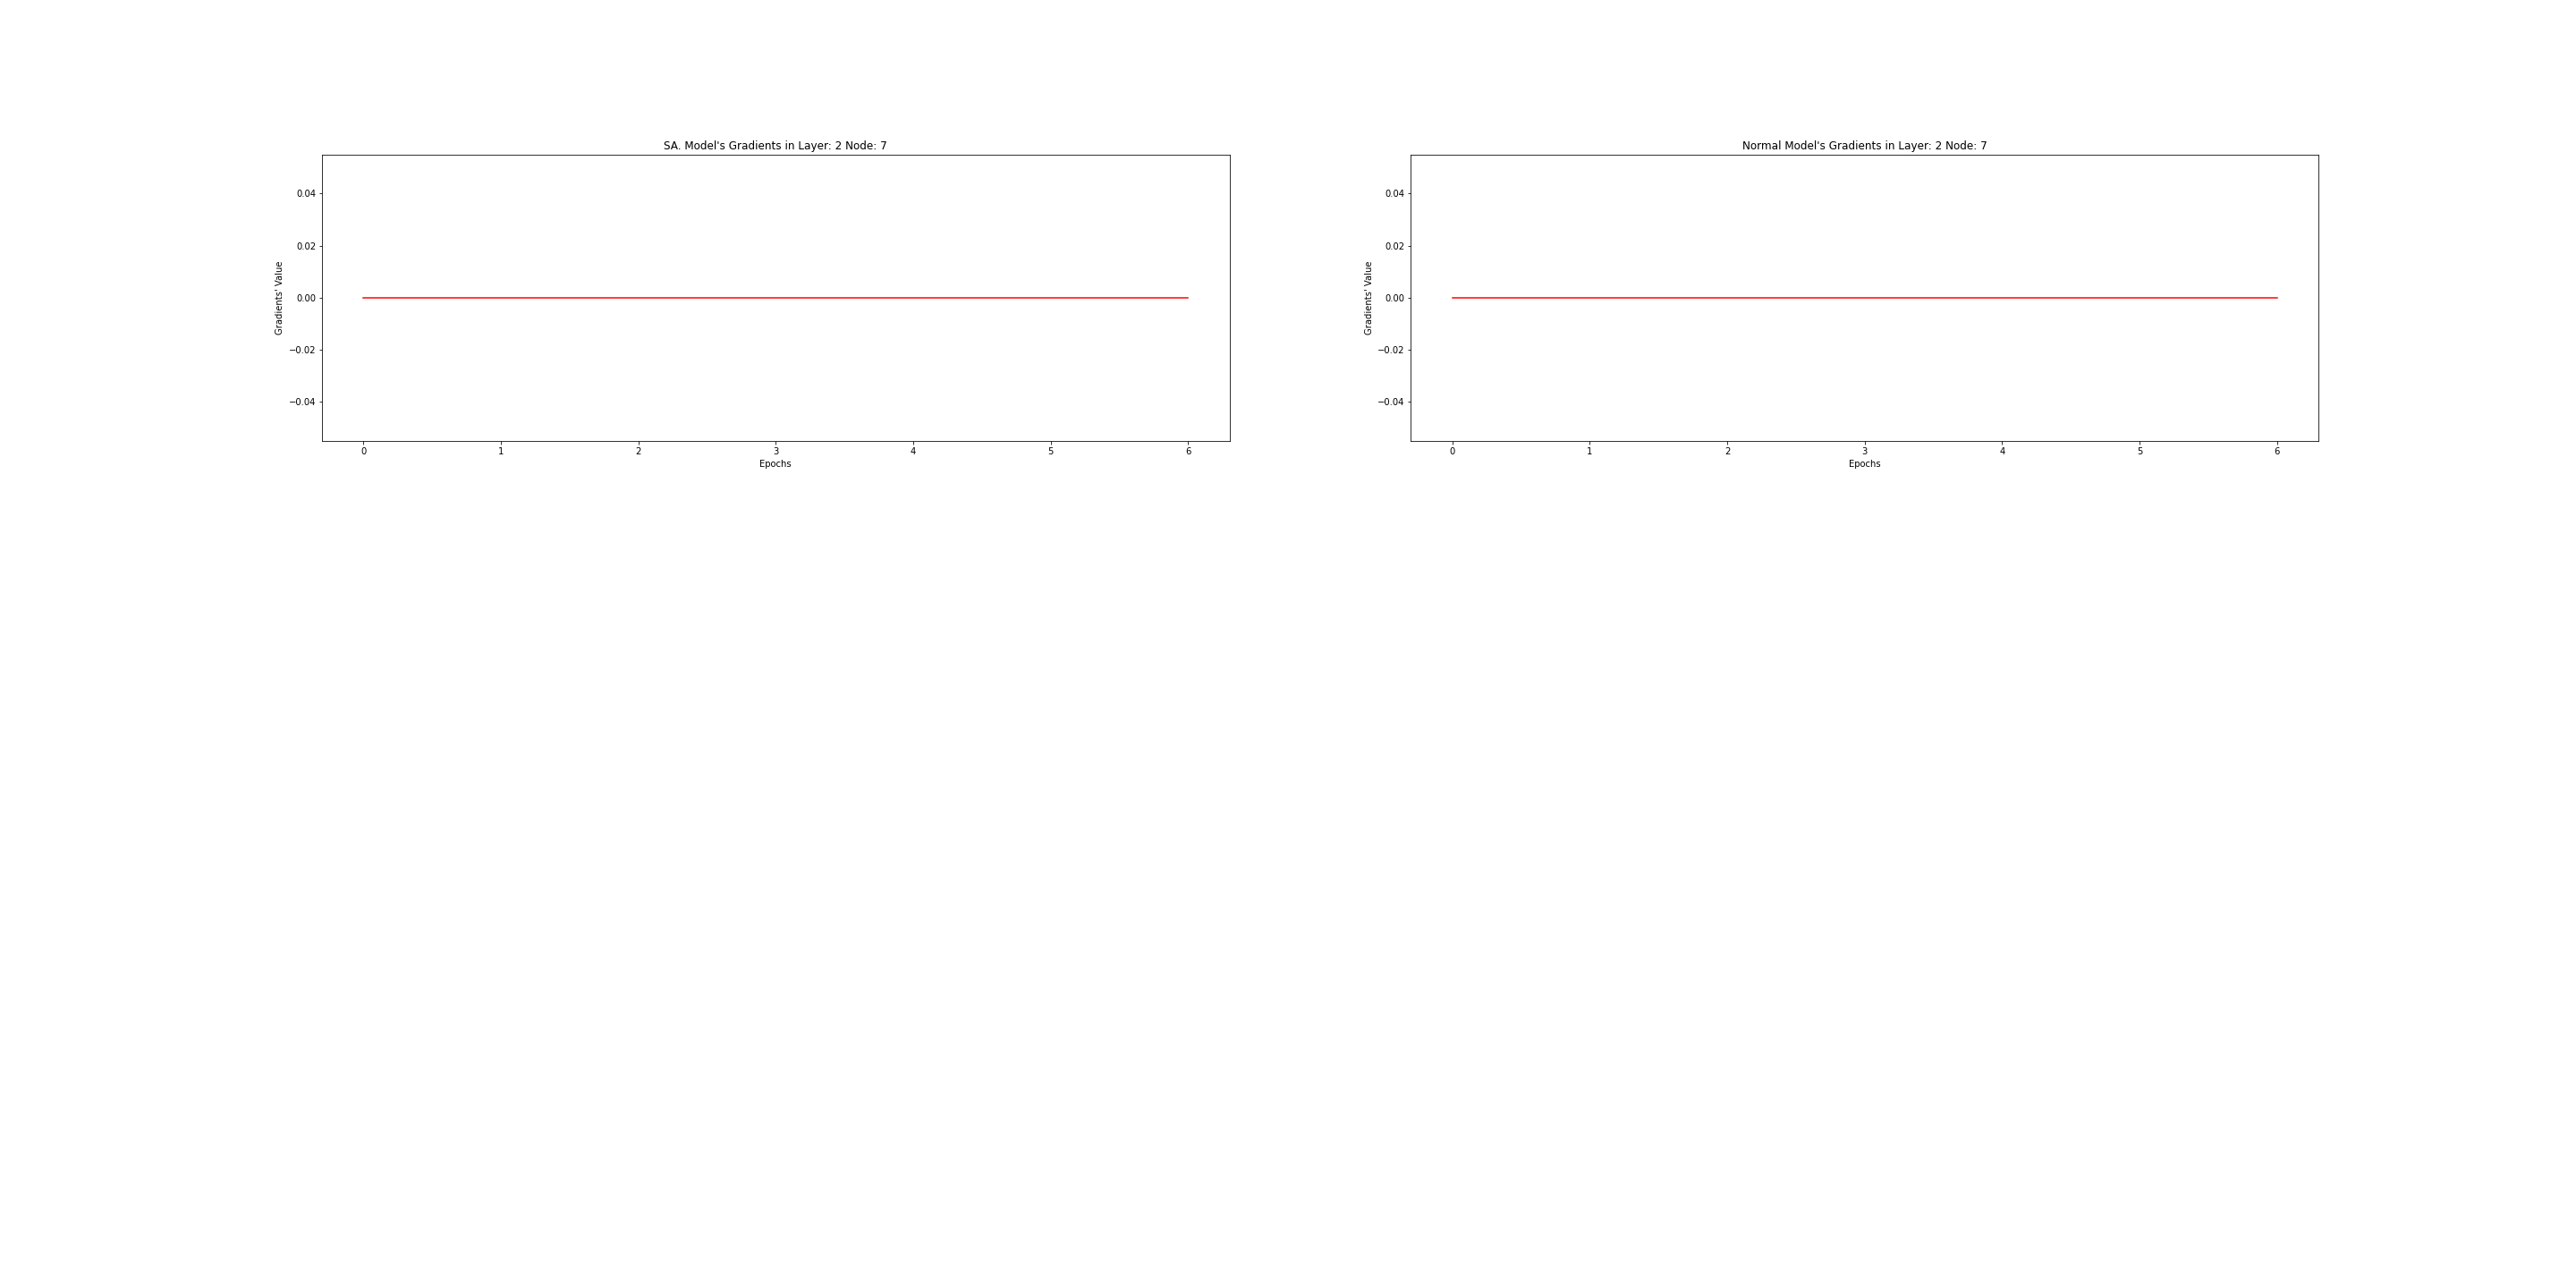 SA. Model's Gradients in Layer: 2 Node: 7
Gradients' Value
0.04
0.02
0.00
−0.02
−0.04
0 1 2 3 4 5 6
Epochs
Normal Model's Gradients in Layer: 2 Node: 7
Gradients' Value
0.04
0.02
0.00
−0.02
−0.04
0 1 2 3 4 5 6
Epochs